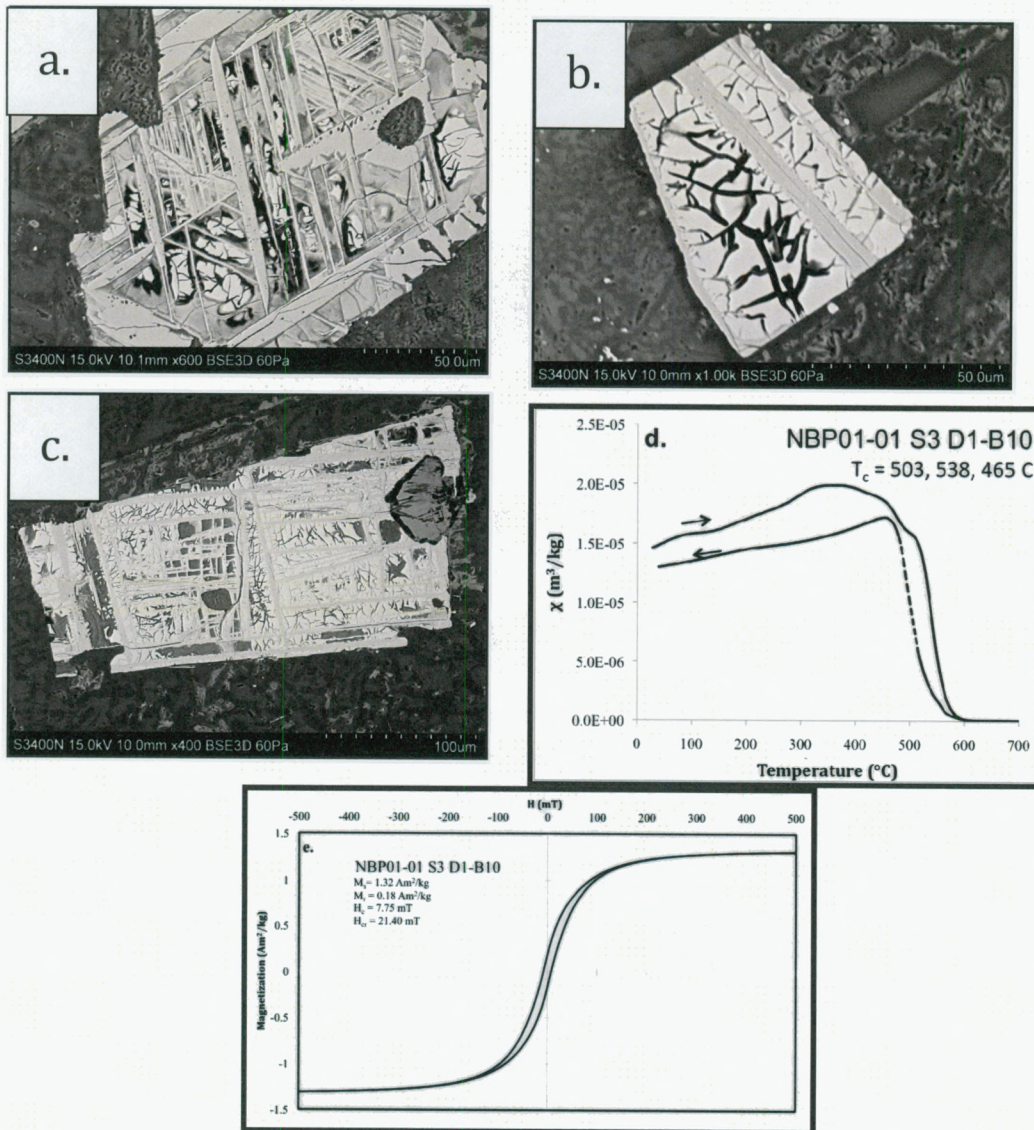 a.
S3400N 15.0kV 10.1mm x600 BSE3D 60Pa
50.0um
b.
S3400N 15.0kV 10.0mm x1.00k BSE3D 60Pa
50.0um
c.
S3400N 15.0kV 10.0mm x400 BSE3D 60Pa
100um
d.
NBP01-01 S3 D1-B10
Tc = 503, 538, 465 C
2.5E-05
2.0E-05
1.5E-05
1.0E-05
5.0E-06
0.0E+00
χ (m³/kg)
0 100 200 300 400 500 600 700
Temperature (°C)
H (mT)
-500 -400 -300 -200 -100 0 100 200 300 400 500
e.
NBP01-01 S3 D1-B10
Ms= 1.32 Am²/kg
Mr = 0.18 Am²/kg
Hc = 7.75 mT
Hcr = 21.40 mT
1.5
1
0.5
0
-0.5
-1
-1.5
Magnetization (Am²/kg)